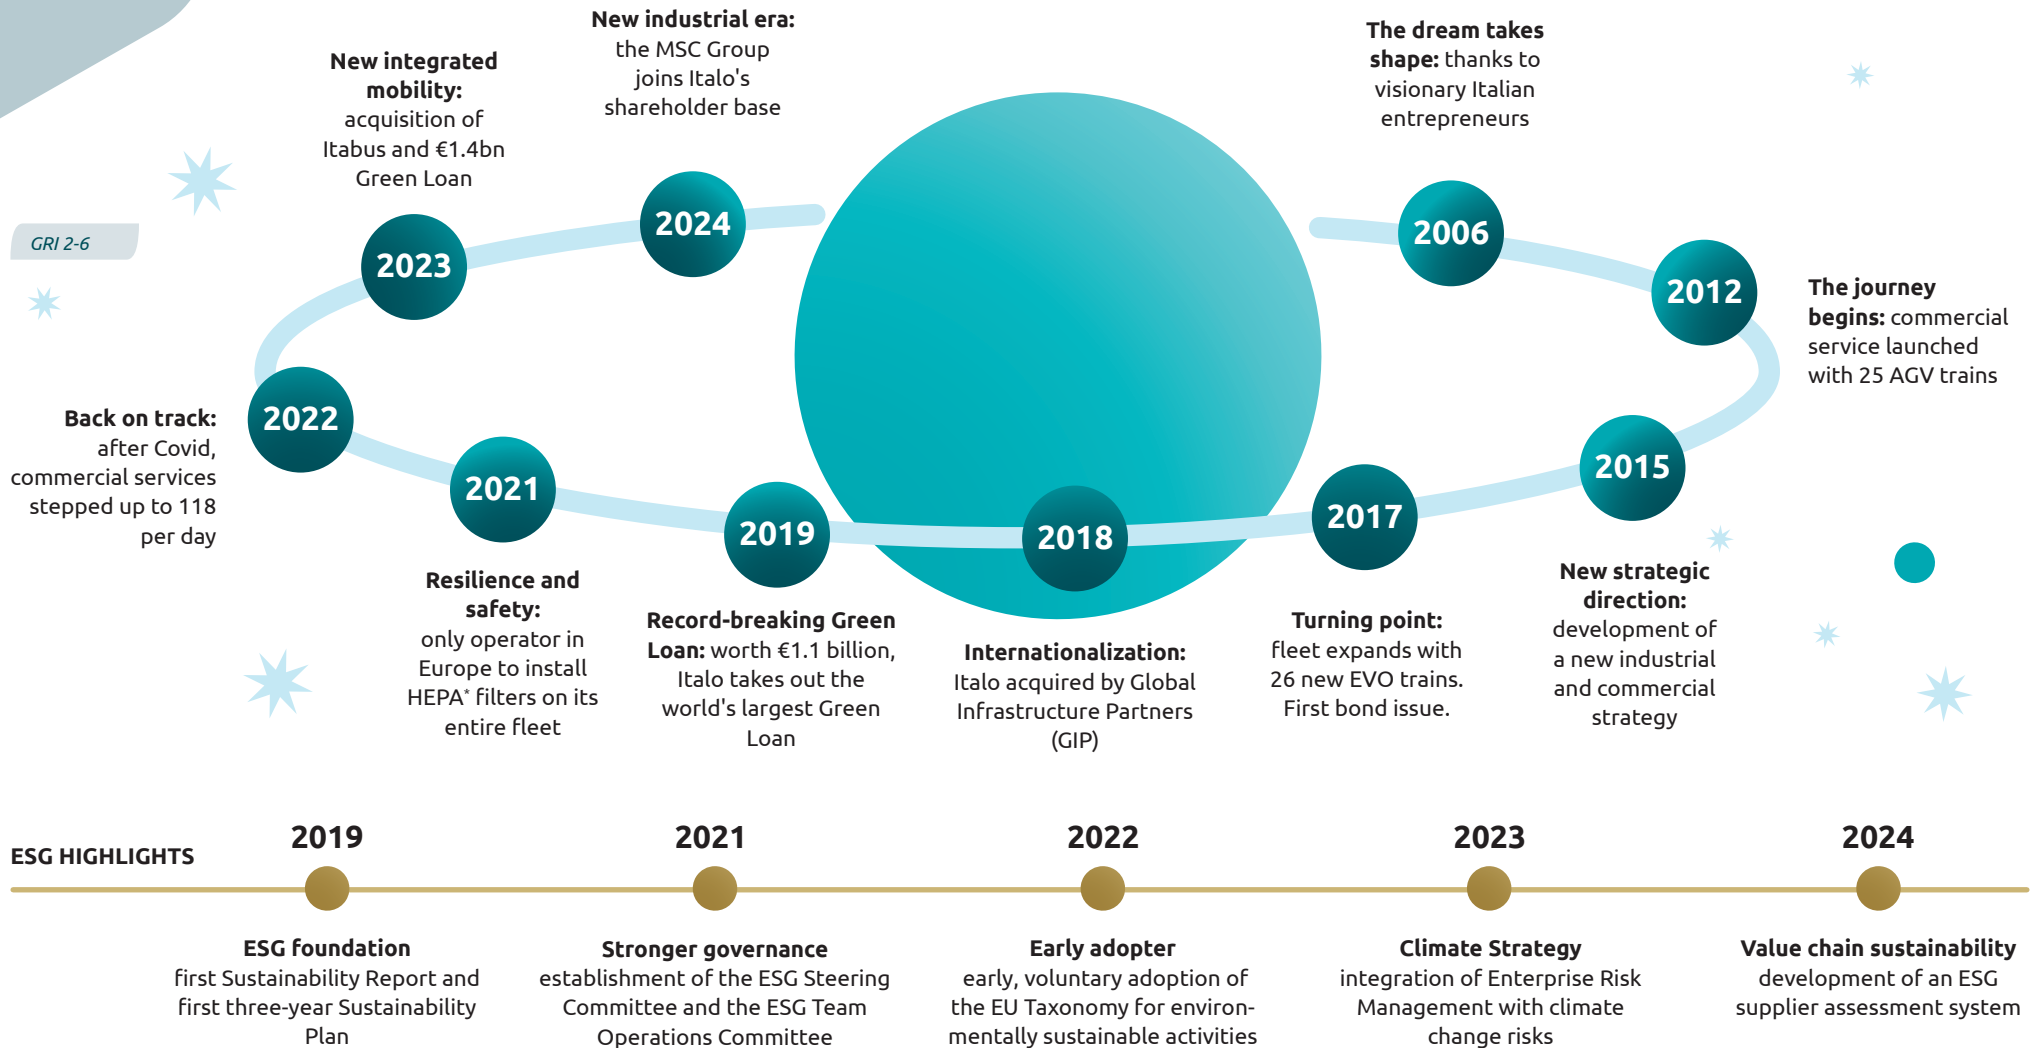 GRI 2-6
The dream takes
shape: thanks to
visionary Italian
entrepreneurs
2006
2012
The journey
begins: commercial
service launched
with 25 AGV trains
2015
New strategic
direction:
development of
a new industrial
and commercial
strategy
2017
Turning point:
fleet expands with
26 new EVO trains.
First bond issue.
2018
Internationalization:
Italo acquired by Global
Infrastructure Partners
(GIP)
2019
Record-breaking Green
Loan: worth €1.1 billion,
Italo takes out the
world's largest Green
Loan
2021
Resilience and
safety:
only operator in
Europe to install
HEPA* filters on its
entire fleet
2022
Back on track:
after Covid,
commercial services
stepped up to 118
per day
2023
New integrated
mobility:
acquisition of
Itabus and €1.4bn
Green Loan
2024
New industrial era:
the MSC Group
joins Italo's
shareholder base
ESG HIGHLIGHTS
2019
ESG foundation
first Sustainability Report and
first three-year Sustainability
Plan
2021
Stronger governance
establishment of the ESG Steering
Committee and the ESG Team
Operations Committee
2022
Early adopter
early, voluntary adoption of
the EU Taxonomy for environ-
mentally sustainable activities
2023
Climate Strategy
integration of Enterprise Risk
Management with climate
change risks
2024
Value chain sustainability
development of an ESG
supplier assessment system